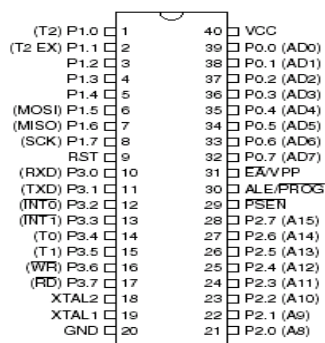 (T2) P1.0 1 40 VCC
(T2 EX) P1.1 2 39 P0.0 (AD0)
P1.2 3 38 P0.1 (AD1)
P1.3 4 37 P0.2 (AD2)
P1.4 5 36 P0.3 (AD3)
(MOSI) P1.5 6 35 P0.4 (AD4)
(MISO) P1.6 7 34 P0.5 (AD5)
(SCK) P1.7 8 33 P0.6 (AD6)
RST 9 32 P0.7 (AD7)
(RXD) P3.0 10 31 E̅A̅/VPP
(TXD) P3.1 11 30 ALE/P̅R̅O̅G̅
(I̅N̅T̅0̅) P3.2 12 29 P̅S̅E̅N̅
(I̅N̅T̅1̅) P3.3 13 28 P2.7 (A15)
(T0) P3.4 14 27 P2.6 (A14)
(T1) P3.5 15 26 P2.5 (A13)
(W̅R̅) P3.6 16 25 P2.4 (A12)
(R̅D̅) P3.7 17 24 P2.3 (A11)
XTAL2 18 23 P2.2 (A10)
XTAL1 19 22 P2.1 (A9)
GND 20 21 P2.0 (A8)